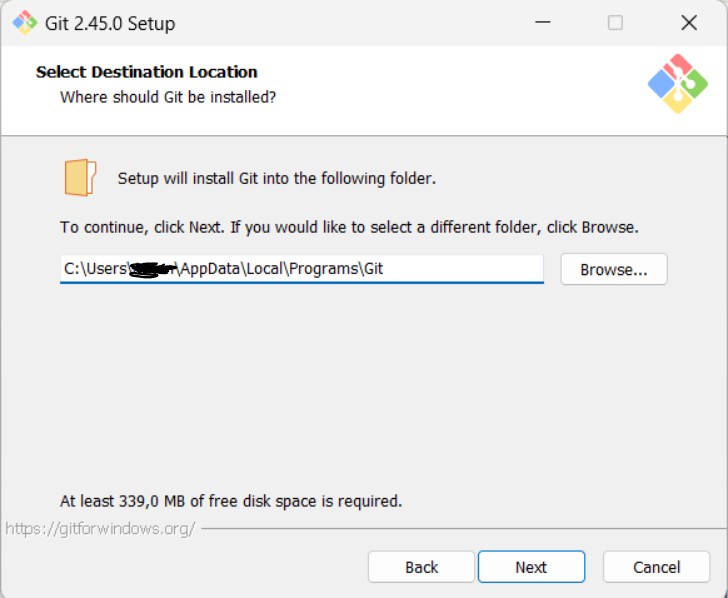 Git 2.45.0 Setup
Select Destination Location
Where should Git be installed?
Setup will install Git into the following folder.
To continue, click Next. If you would like to select a different folder, click Browse.
C:\Users\ \AppData\Local\Programs\Git
Browse...
At least 339,0 MB of free disk space is required.
https://gitforwindows.org/
Back
Next
Cancel